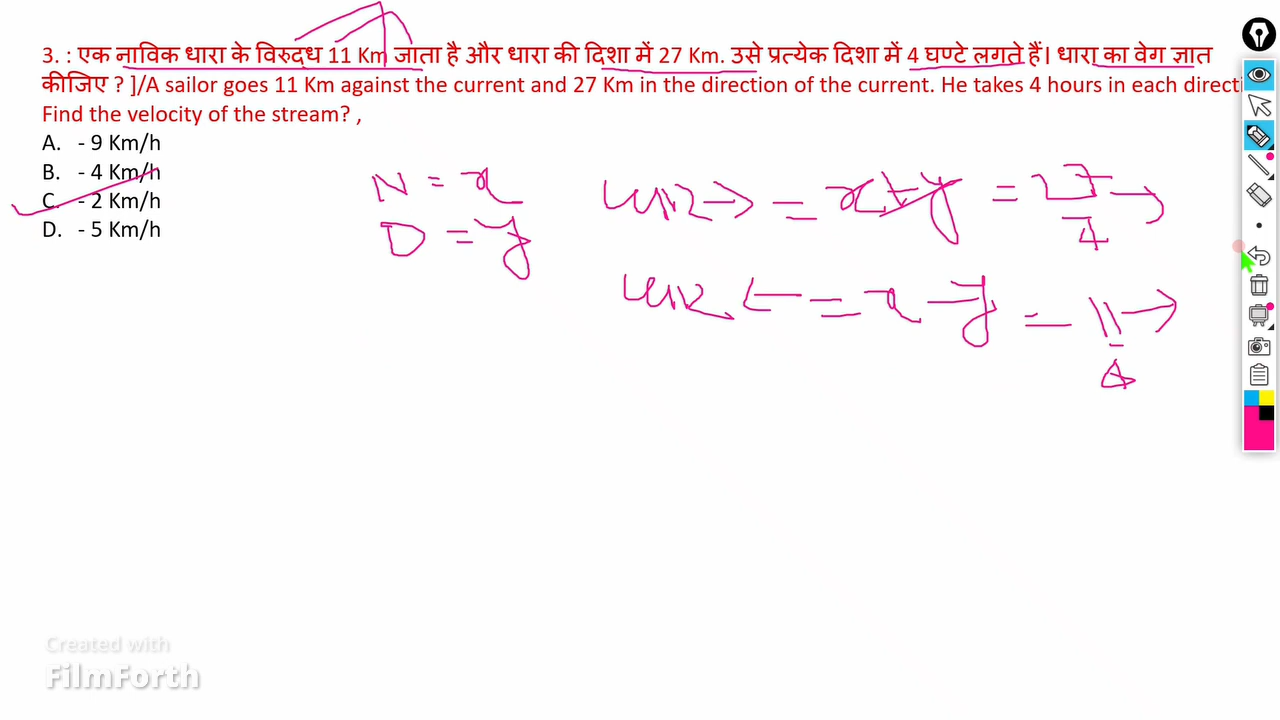 3. : एक नाविक धारा के विरुद्ध 11 Km जाता है और धारा की दिशा में 27 Km. उसे प्रत्येक दिशा में 4 घण्टे लगते हैं। धारा का वेग ज्ञात
कीजिए ? ]/A sailor goes 11 Km against the current and 27 Km in the direction of the current. He takes 4 hours in each directi
Find the velocity of the stream? ,
A. - 9 Km/h
B. - 4 Km/h
C. - 2 Km/h
D. - 5 Km/h
N = x
D = y
→ = x+y = 27/4 →
← = x - y = 11/4 →
Created with
FilmForth